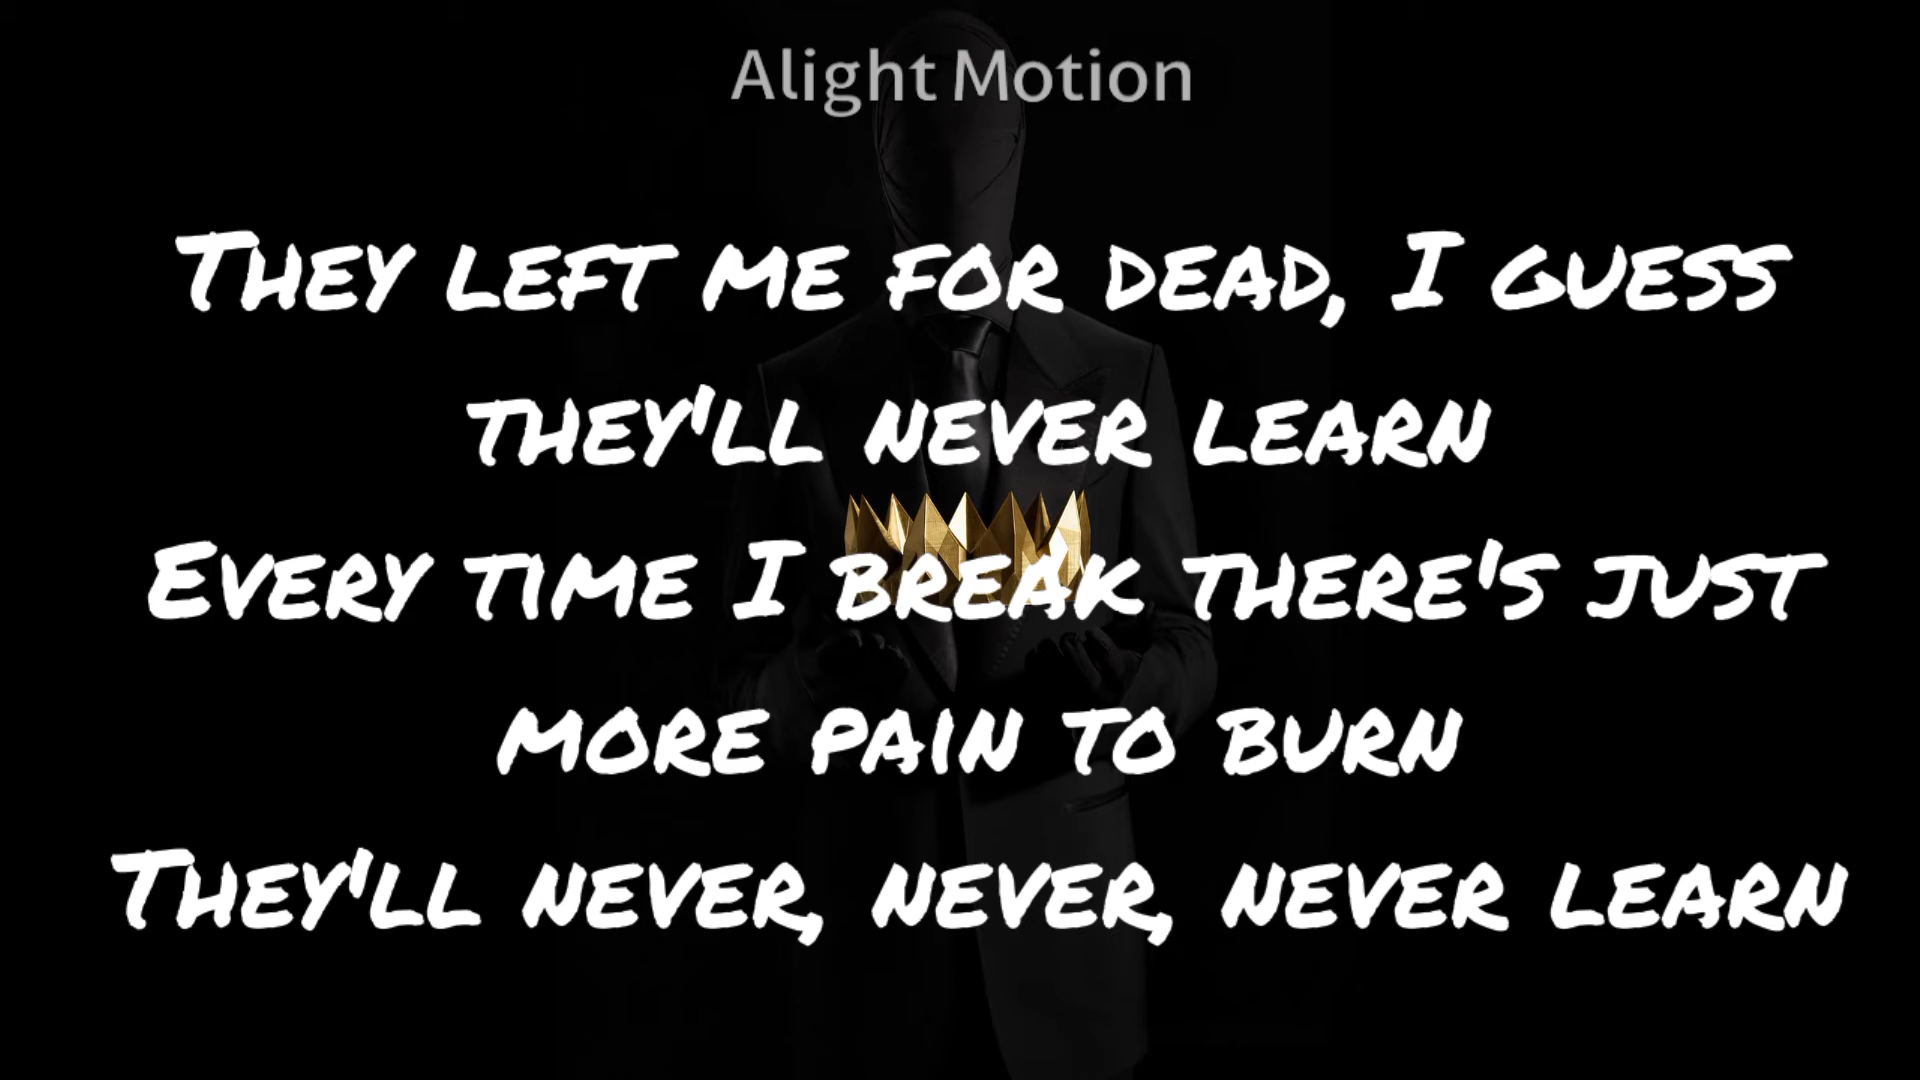 Alight Motion
They left me for dead, I guess
they'll never learn
Every time I break there's just
more pain to burn
They'll never, never, never learn